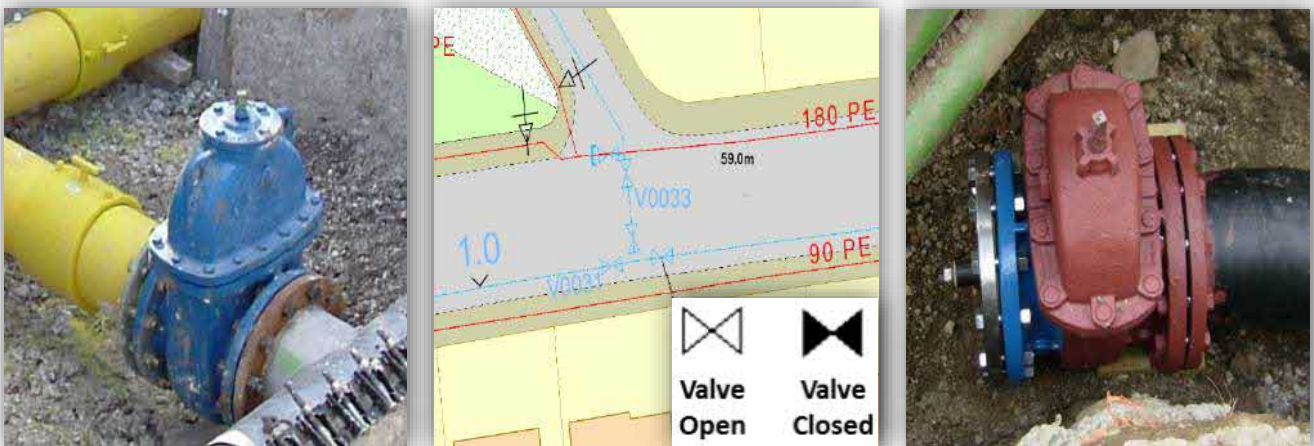 PE
180 PE
59.0m
V0033
1.0
90 PE
V0031
Valve Open
Valve Closed